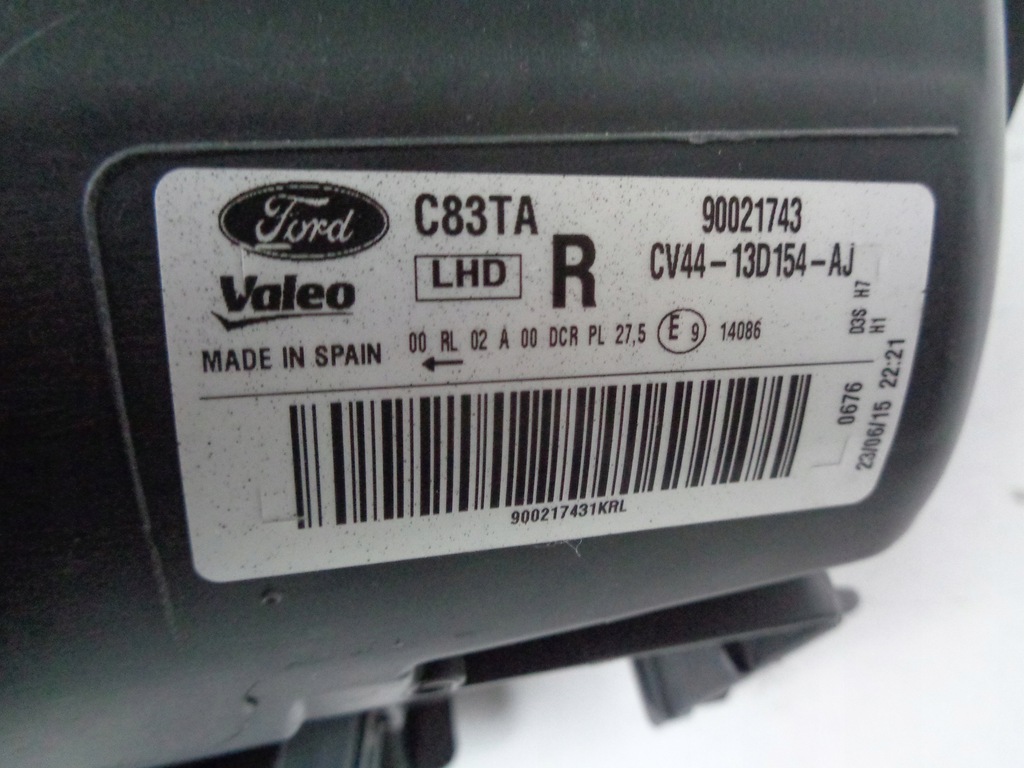 Ford
C83TA
90021743
Valeo
LHD
R
CV44-13D154-AJ
MADE IN SPAIN
00 RL 02 A 00 DCR PL 27,5 E 9 14086
D3S H7
H1
0676
23/06/15 22:21
900217431KRL